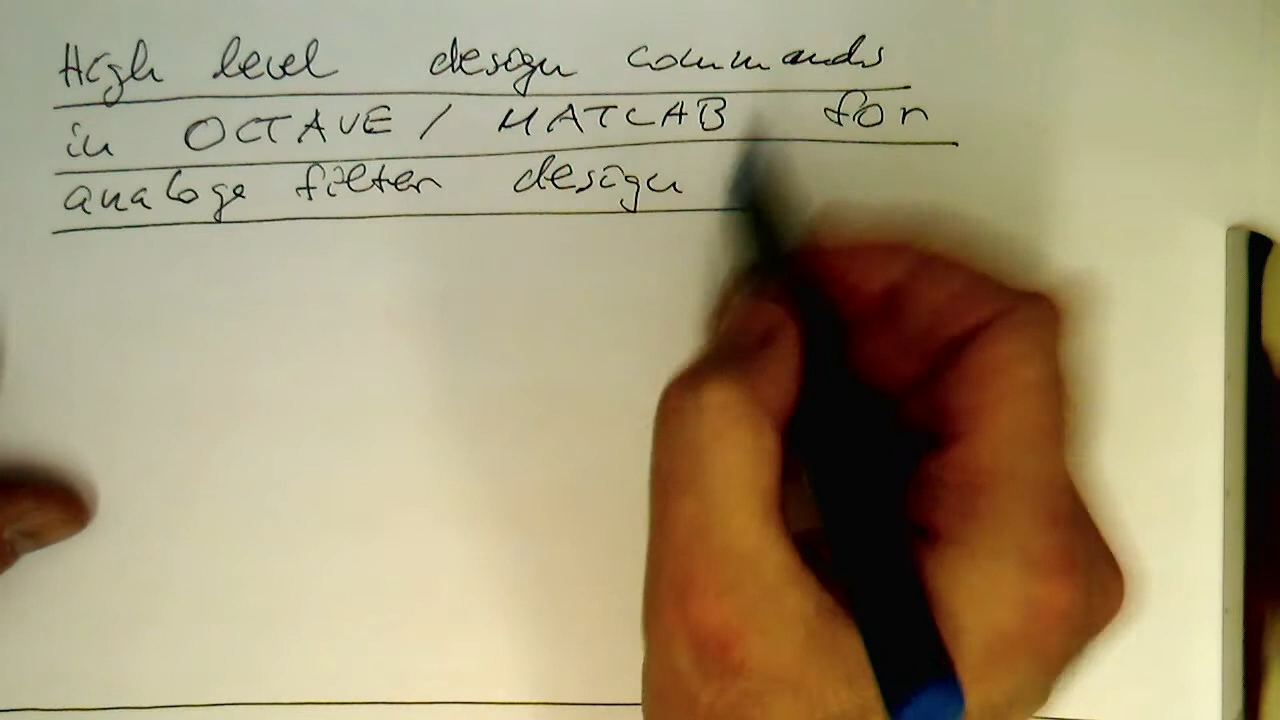 High level design commands
in OCTAVE / MATLAB for
analoge filter design